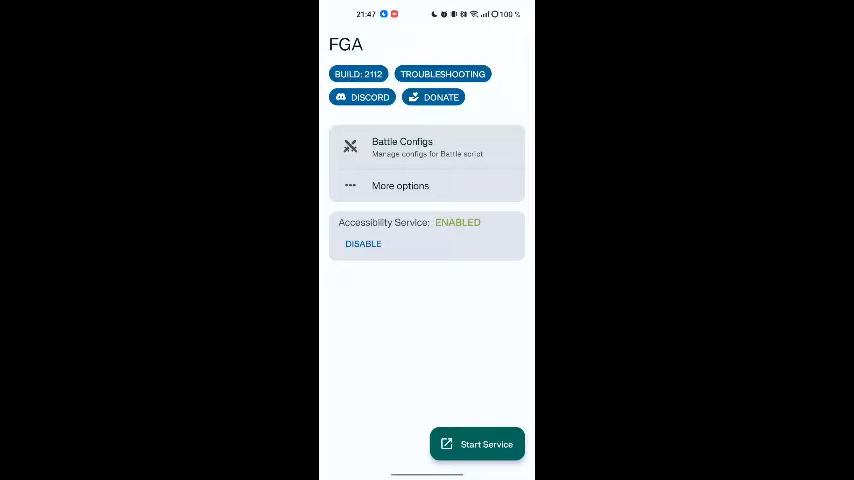 21:47
100 %
FGA
BUILD: 2112
TROUBLESHOOTING
DISCORD
DONATE
Battle Configs
Manage configs for Battle script
More options
Accessibility Service: ENABLED
DISABLE
Start Service